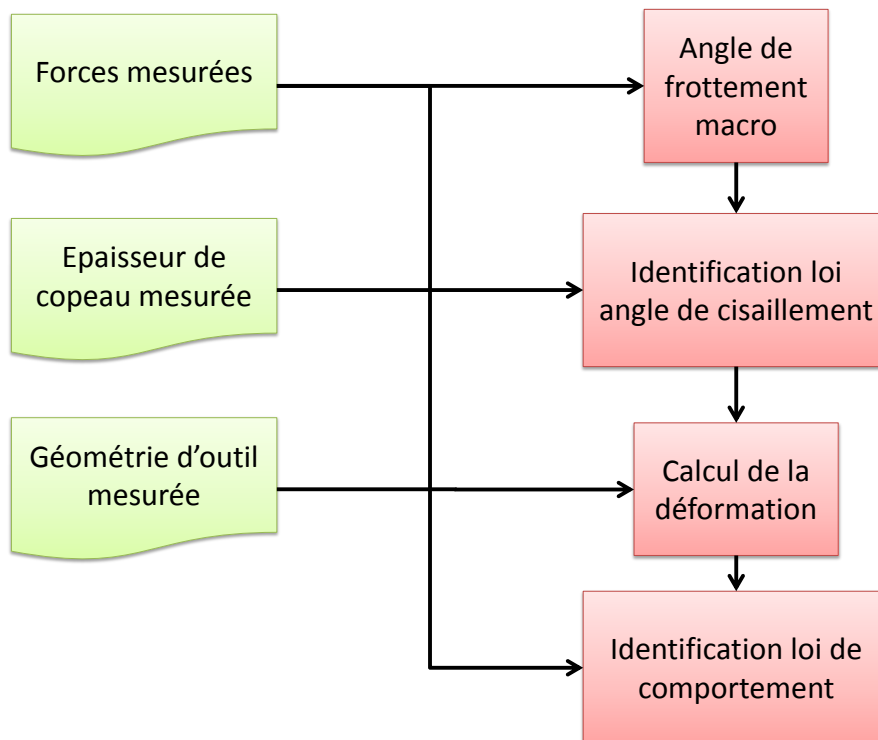 Forces mesurées
Angle de
frottement
macro
Epaisseur de
copeau mesurée
Identification loi
angle de cisaillement
Géométrie d’outil
mesurée
Calcul de la
déformation
Identification loi de
comportement